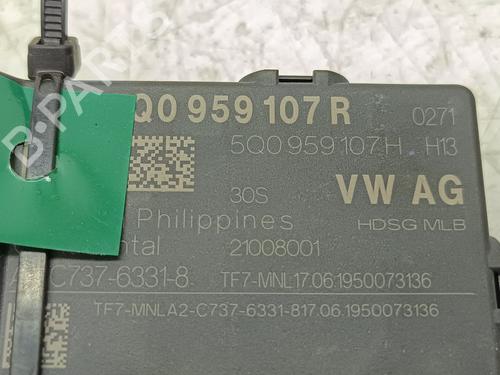 Q0 959 107 R 0271
5Q0 959 107 H H13
30S VW AG
Philippines HDSG MLB
ntal 21008001
C737-6331-8 TF7-MNL17.06.1950073136
TF7-MNLA2-C737-6331-817.06.1950073136
B-PARTS